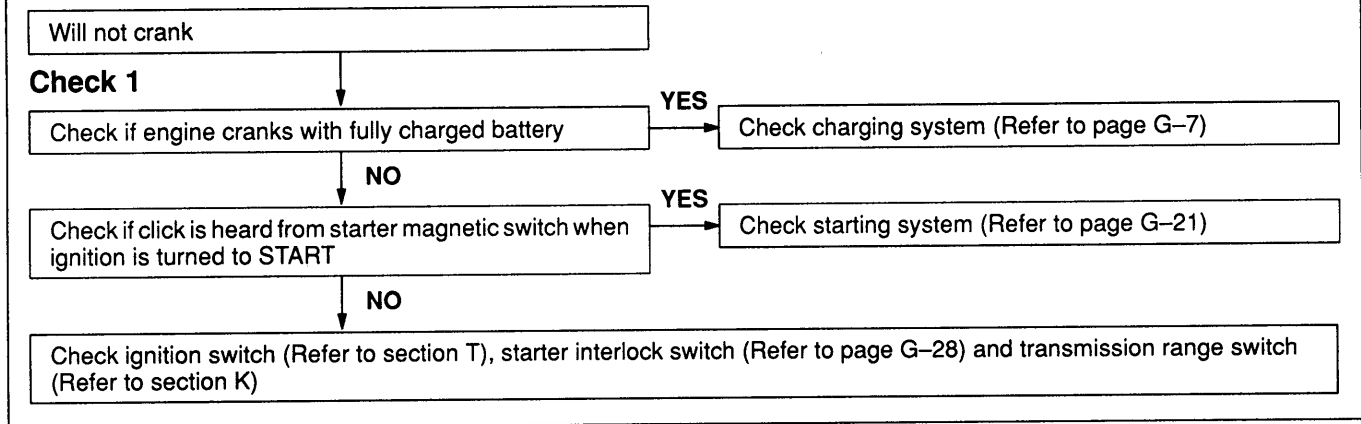 Will not crank
Check 1
Check if engine cranks with fully charged battery
YES
Check charging system (Refer to page G–7)
NO
Check if click is heard from starter magnetic switch when
ignition is turned to START
YES
Check starting system (Refer to page G–21)
NO
Check ignition switch (Refer to section T), starter interlock switch (Refer to page G–28) and transmission range switch
(Refer to section K)